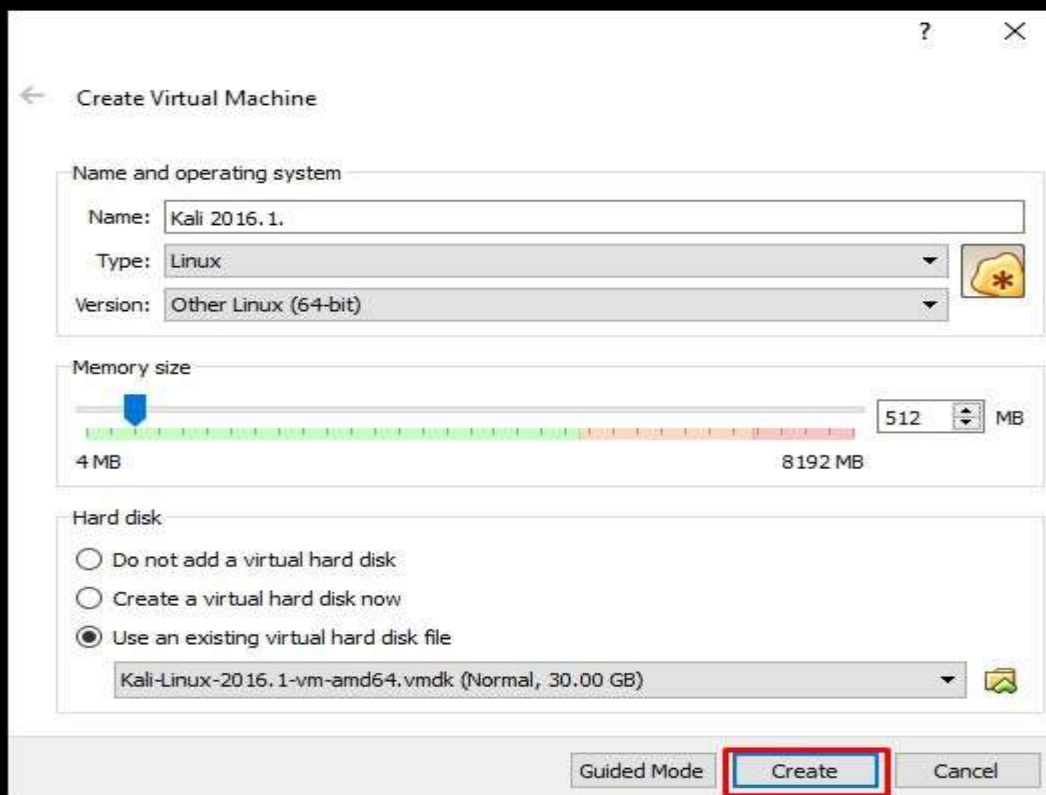 ?
Create Virtual Machine
Name and operating system
Name: Kali 2016.1.
Type: Linux
Version: Other Linux (64-bit)
Memory size
512 MB
4 MB 8192 MB
Hard disk
Do not add a virtual hard disk
Create a virtual hard disk now
Use an existing virtual hard disk file
Kali-Linux-2016.1-vm-amd64.vmdk (Normal, 30.00 GB)
Guided Mode Create Cancel